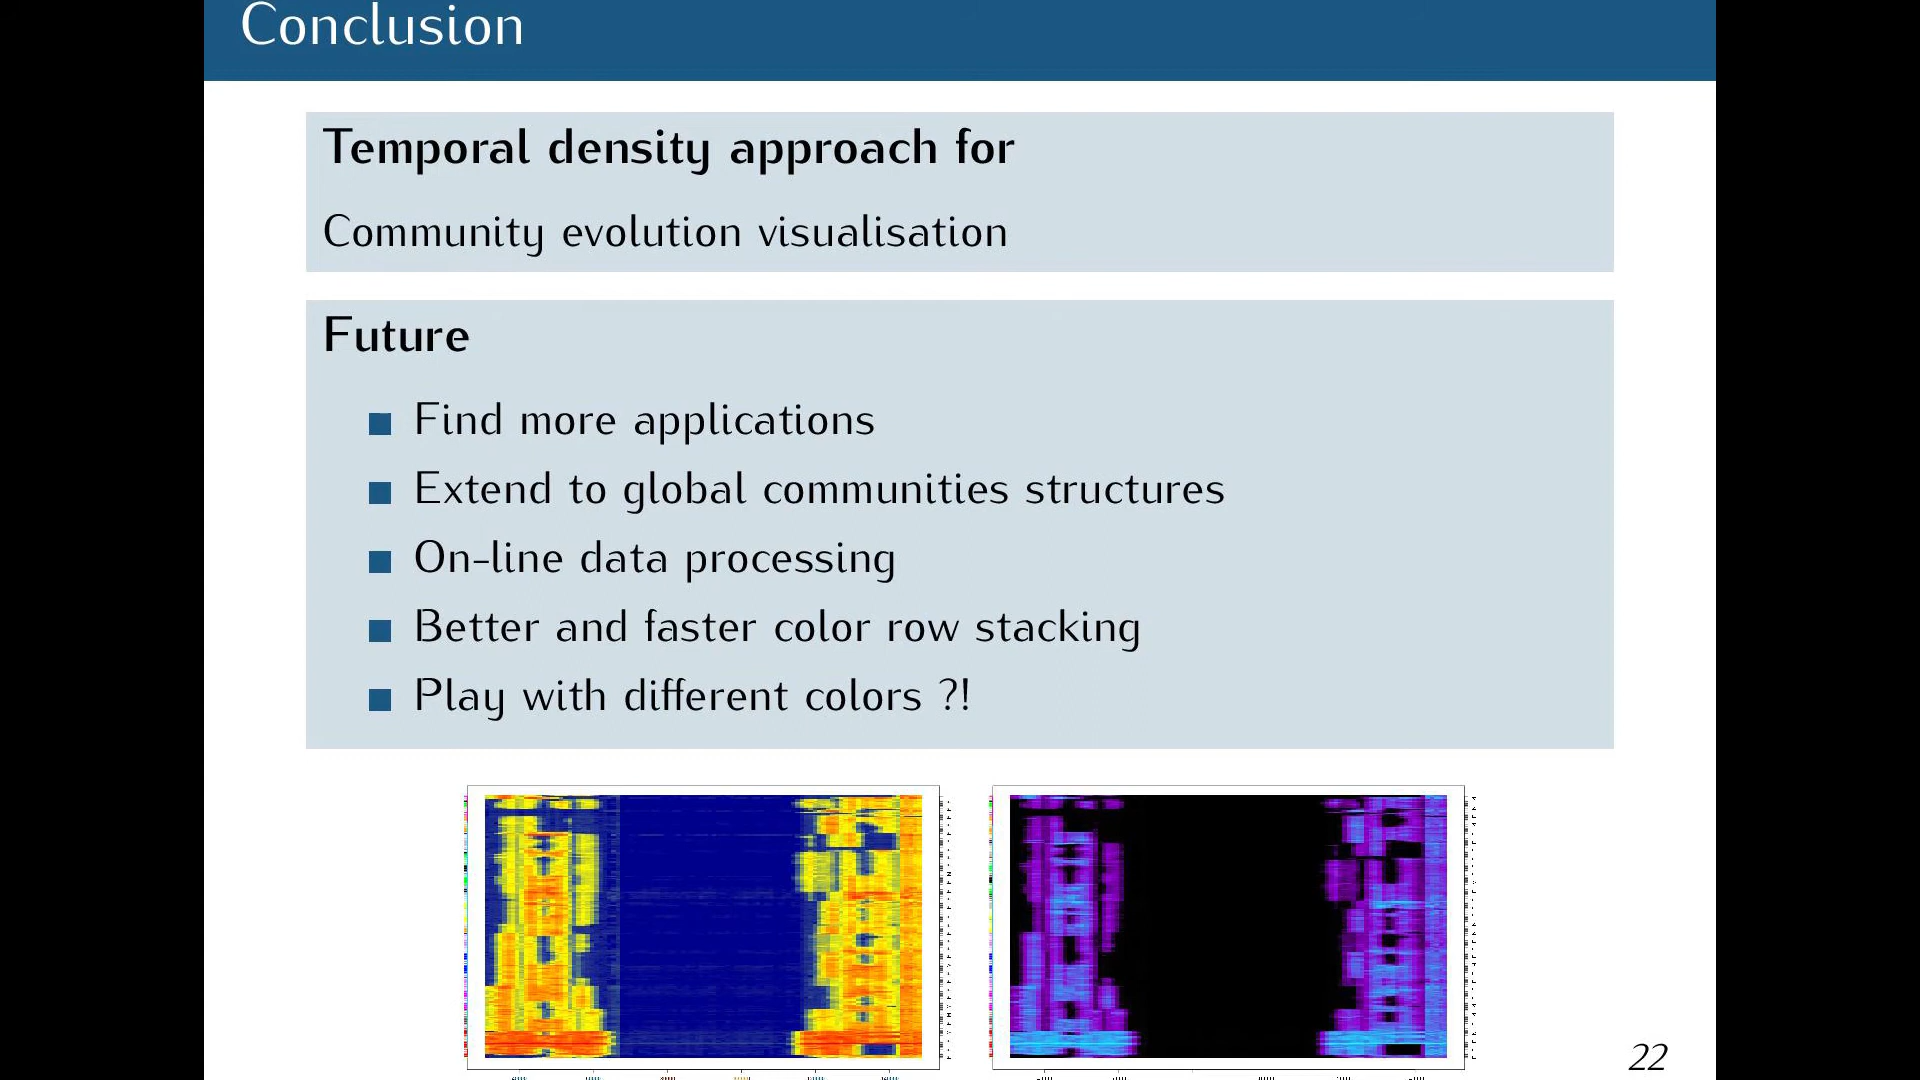 Conclusion
Temporal density approach for
Community evolution visualisation
Future
Find more applications
Extend to global communities structures
On-line data processing
Better and faster color row stacking
Play with different colors ?!
22